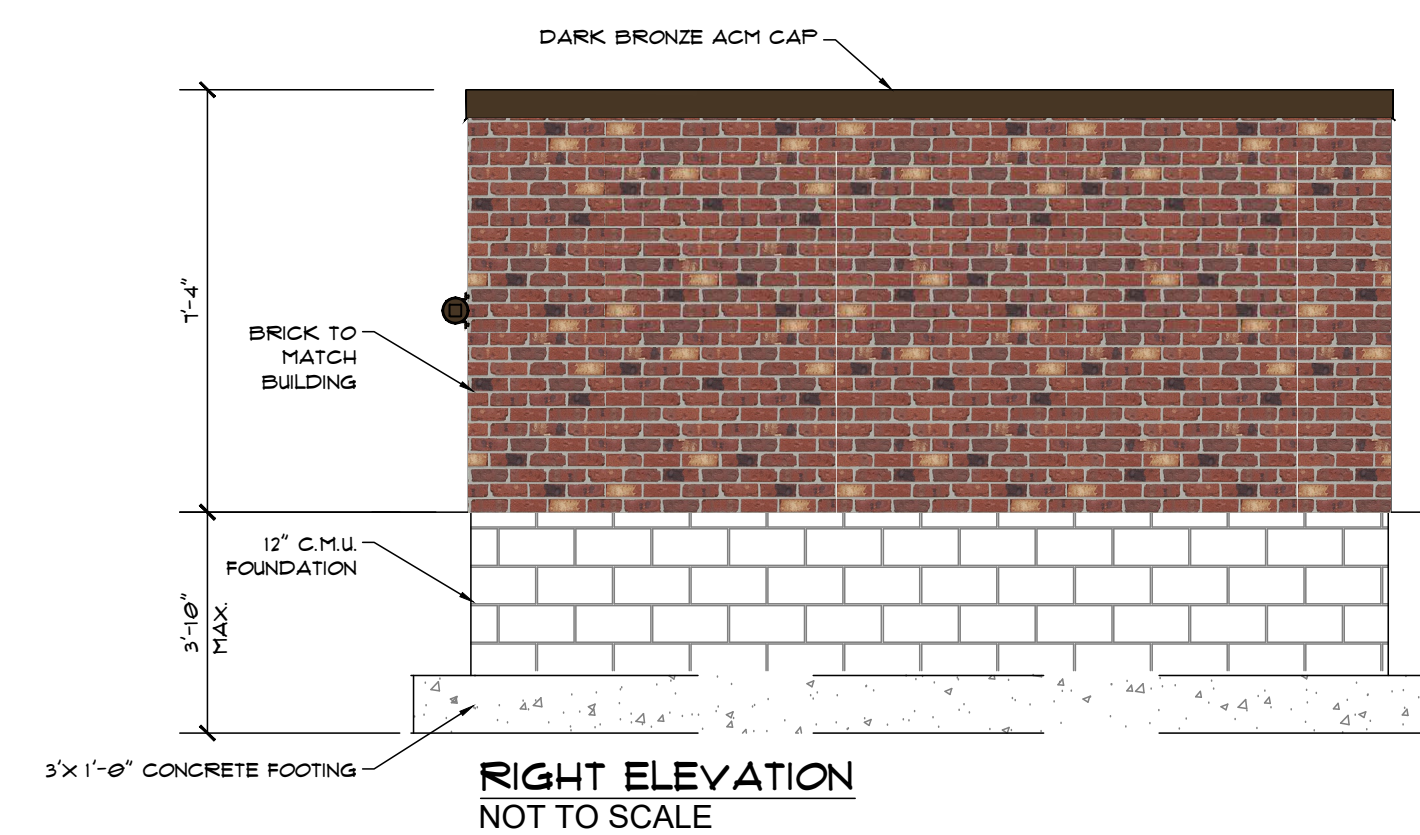 DARK BRONZE ACM CAP
7'-4"
BRICK TO
MATCH
BUILDING
12" C.M.U.
FOUNDATION
3'-10"
MAX.
3'X 1'-0" CONCRETE FOOTING
RIGHT ELEVATION
NOT TO SCALE